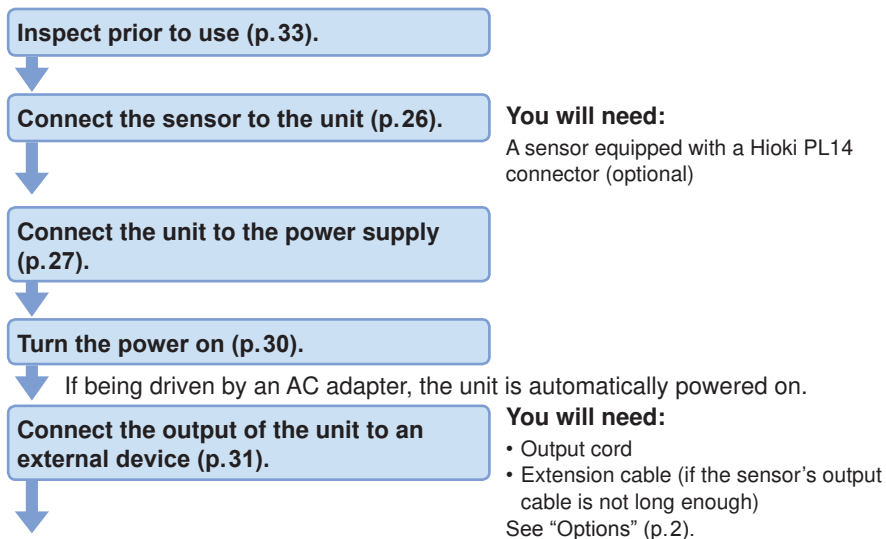 Inspect prior to use (p.33).
Connect the sensor to the unit (p.26).
You will need:
A sensor equipped with a Hioki PL14
connector (optional)
Connect the unit to the power supply
(p.27).
Turn the power on (p.30).
If being driven by an AC adapter, the unit is automatically powered on.
Connect the output of the unit to an
external device (p.31).
You will need:
• Output cord
• Extension cable (if the sensor’s output
cable is not long enough)
See “Options” (p.2).